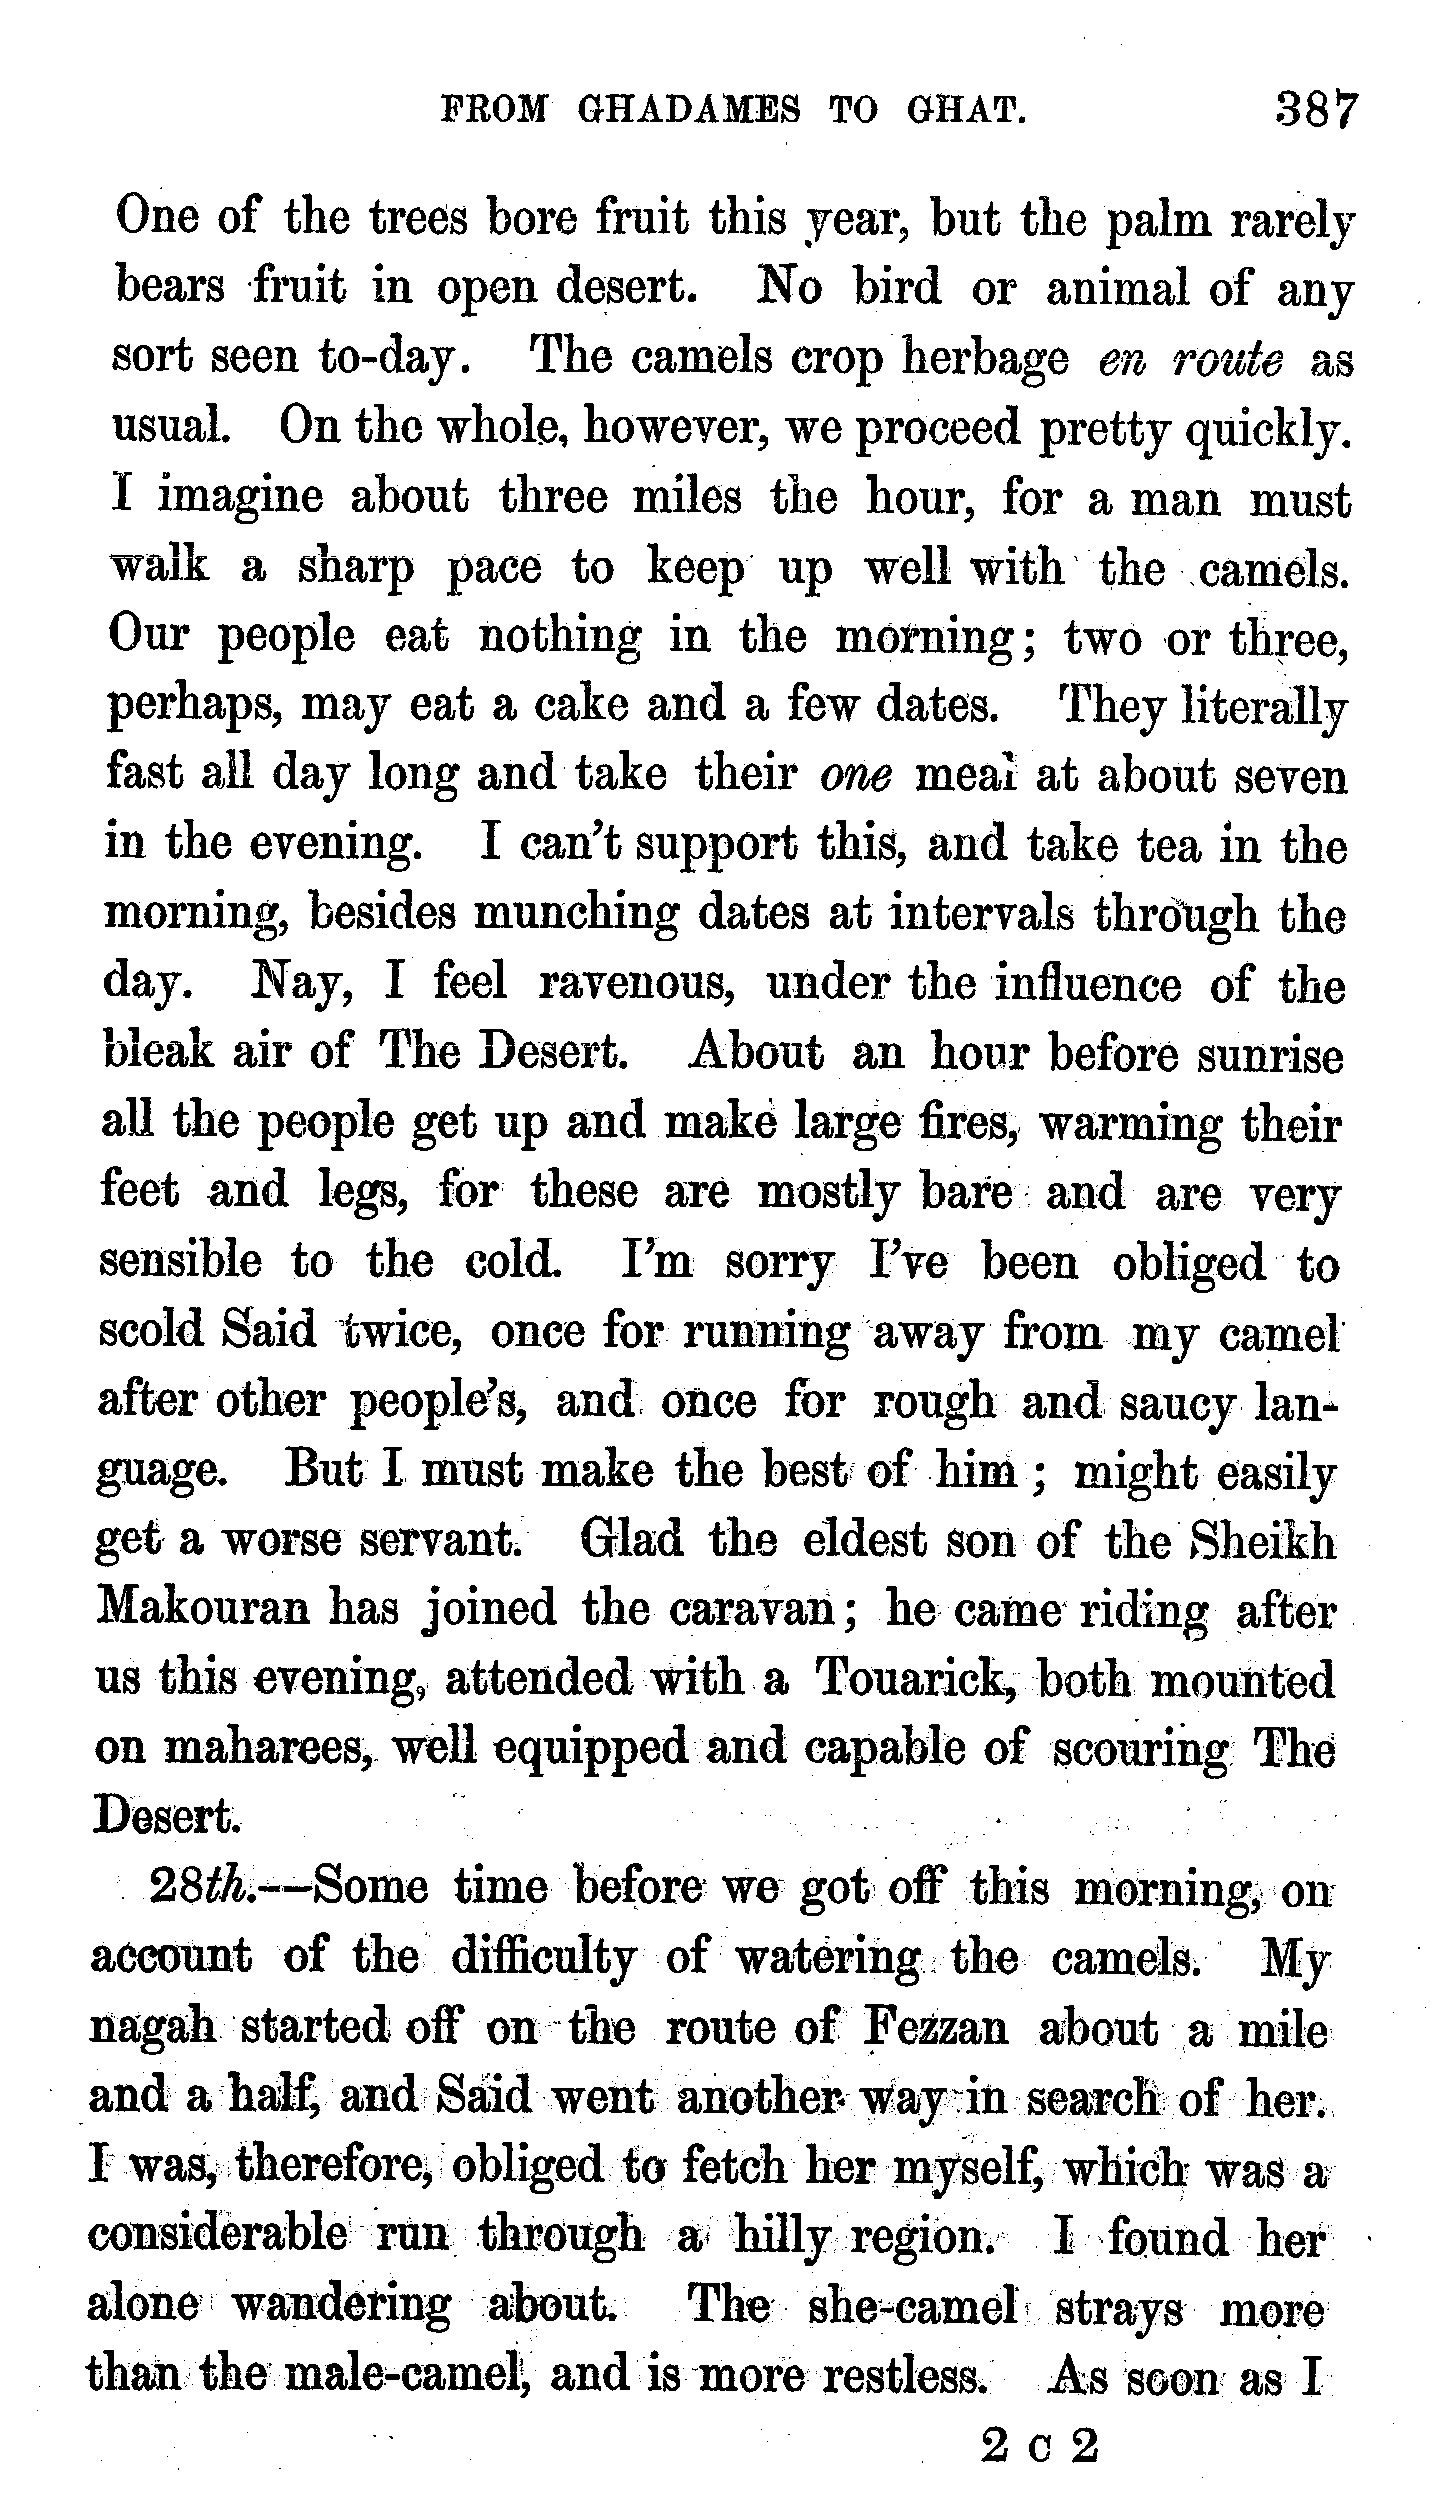 FROM GHADAMES TO GHAT. 387
One of the trees bore fruit this year, but the palm rarely
bears fruit in open desert. No bird or animal of any
sort seen to-day. The camels crop herbage en route as
usual. On the whole, however, we proceed pretty quickly.
I imagine about three miles the hour, for a man must
walk a sharp pace to keep up well with the camels.
Our people eat nothing in the morning; two or three,
perhaps, may eat a cake and a few dates. They literally
fast all day long and take their one meal at about seven
in the evening. I can't support this, and take tea in the
morning, besides munching dates at intervals through the
day. Nay, I feel ravenous, under the influence of the
bleak air of The Desert. About an hour before sunrise
all the people get up and make large fires, warming their
feet and legs, for these are mostly bare and are very
sensible to the cold. I'm sorry I've been obliged to
scold Said twice, once for running away from my camel
after other people's, and once for rough and saucy lan-
guage. But I must make the best of him; might easily
get a worse servant. Glad the eldest son of the Sheikh
Makouran has joined the caravan; he came riding after
us this evening, attended with a Touarick, both mounted
on maharees, well equipped and capable of scouring The
Desert.
28th.—Some time before we got off this morning, on
account of the difficulty of watering the camels. My
nagah started off on the route of Fezzan about a mile
and a half, and Said went another way in search of her.
I was, therefore, obliged to fetch her myself, which was a
considerable run through a hilly region. I found her
alone wandering about. The she-camel strays more
than the male-camel, and is more restless. As soon as I
2 C 2